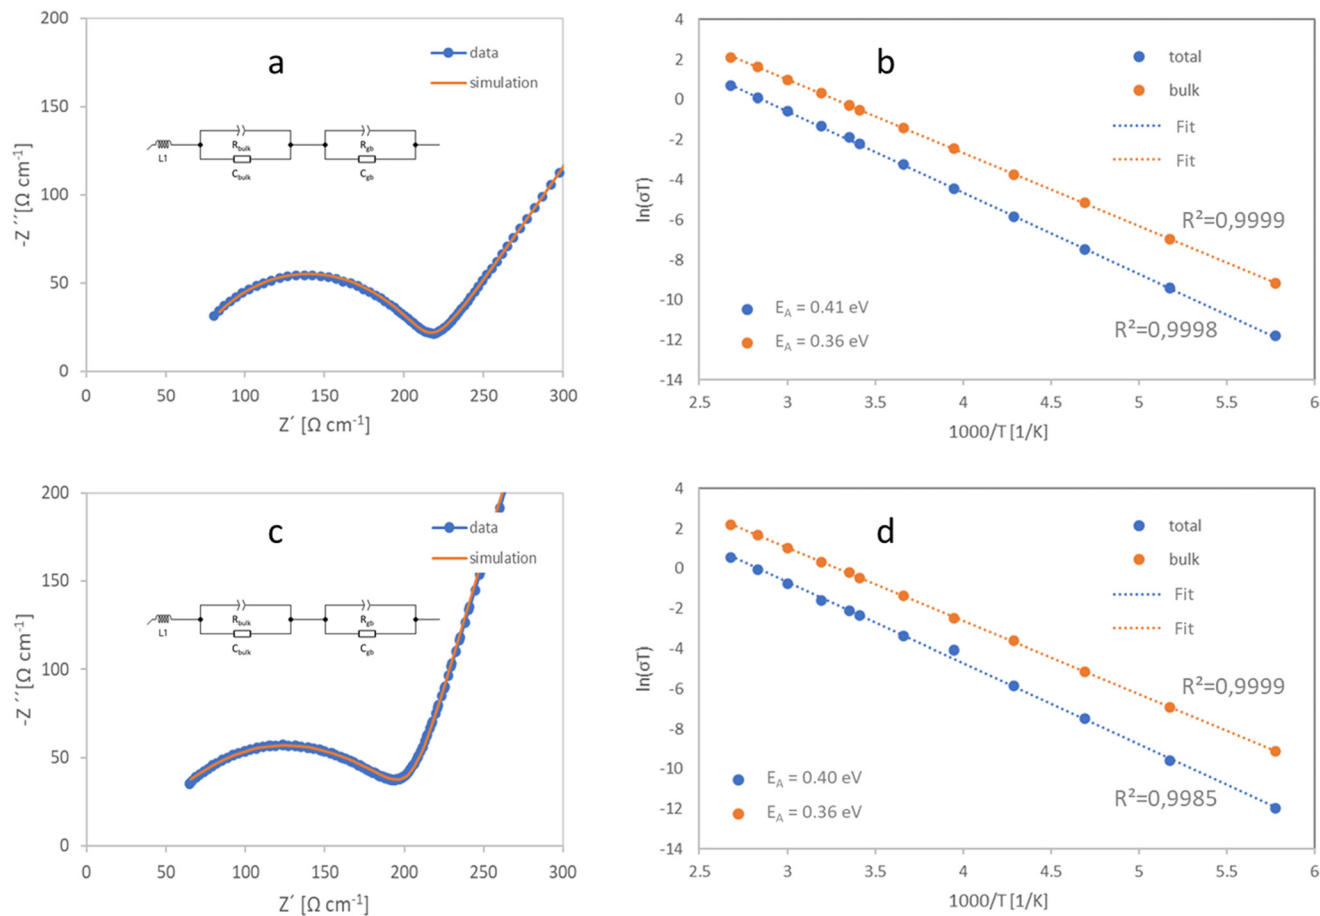 a
data
simulation
R_bulk
C_bulk
R_gb
C_gb
L1
200
150
100
50
0
-Z´´[Ω cm⁻¹]
0 50 100 150 200 250 300
Z´ [Ω cm⁻¹]
b
total
bulk
Fit
Fit
R²=0,9999
R²=0,9998
E_A = 0.41 eV
E_A = 0.36 eV
4
2
0
-2
-4
-6
-8
-10
-12
-14
ln(σT)
2.5 3 3.5 4 4.5 5 5.5 6
1000/T [1/K]
c
data
simulation
R_bulk
C_bulk
R_gb
C_gb
L1
200
150
100
50
0
-Z´´[Ω cm⁻¹]
0 50 100 150 200 250 300
Z´ [Ω cm⁻¹]
d
total
bulk
Fit
Fit
R²=0,9999
R²=0,9985
E_A = 0.40 eV
E_A = 0.36 eV
4
2
0
-2
-4
-6
-8
-10
-12
-14
ln(σT)
2.5 3 3.5 4 4.5 5 5.5 6
1000/T [1/K]